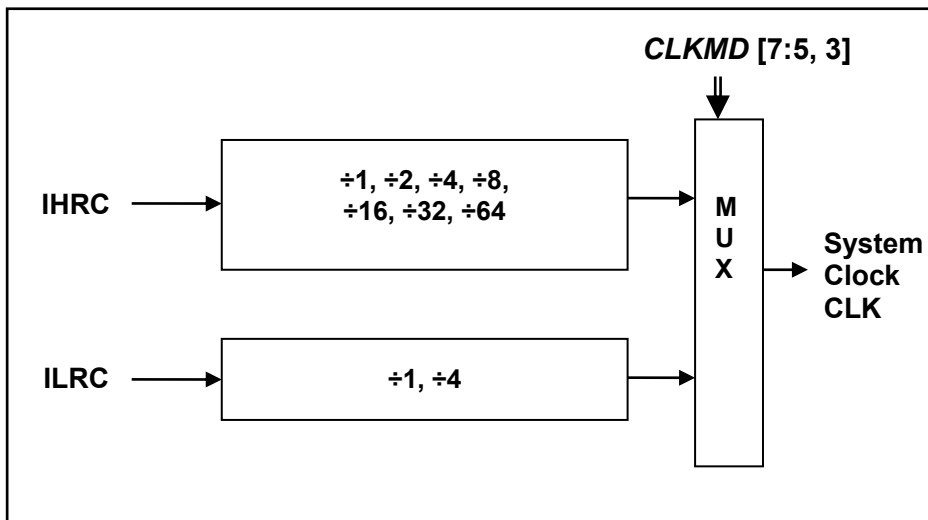 CLKMD [7:5, 3]
IHRC
÷1, ÷2, ÷4, ÷8,
÷16, ÷32, ÷64
M
U
X
System
Clock
CLK
ILRC
÷1, ÷4